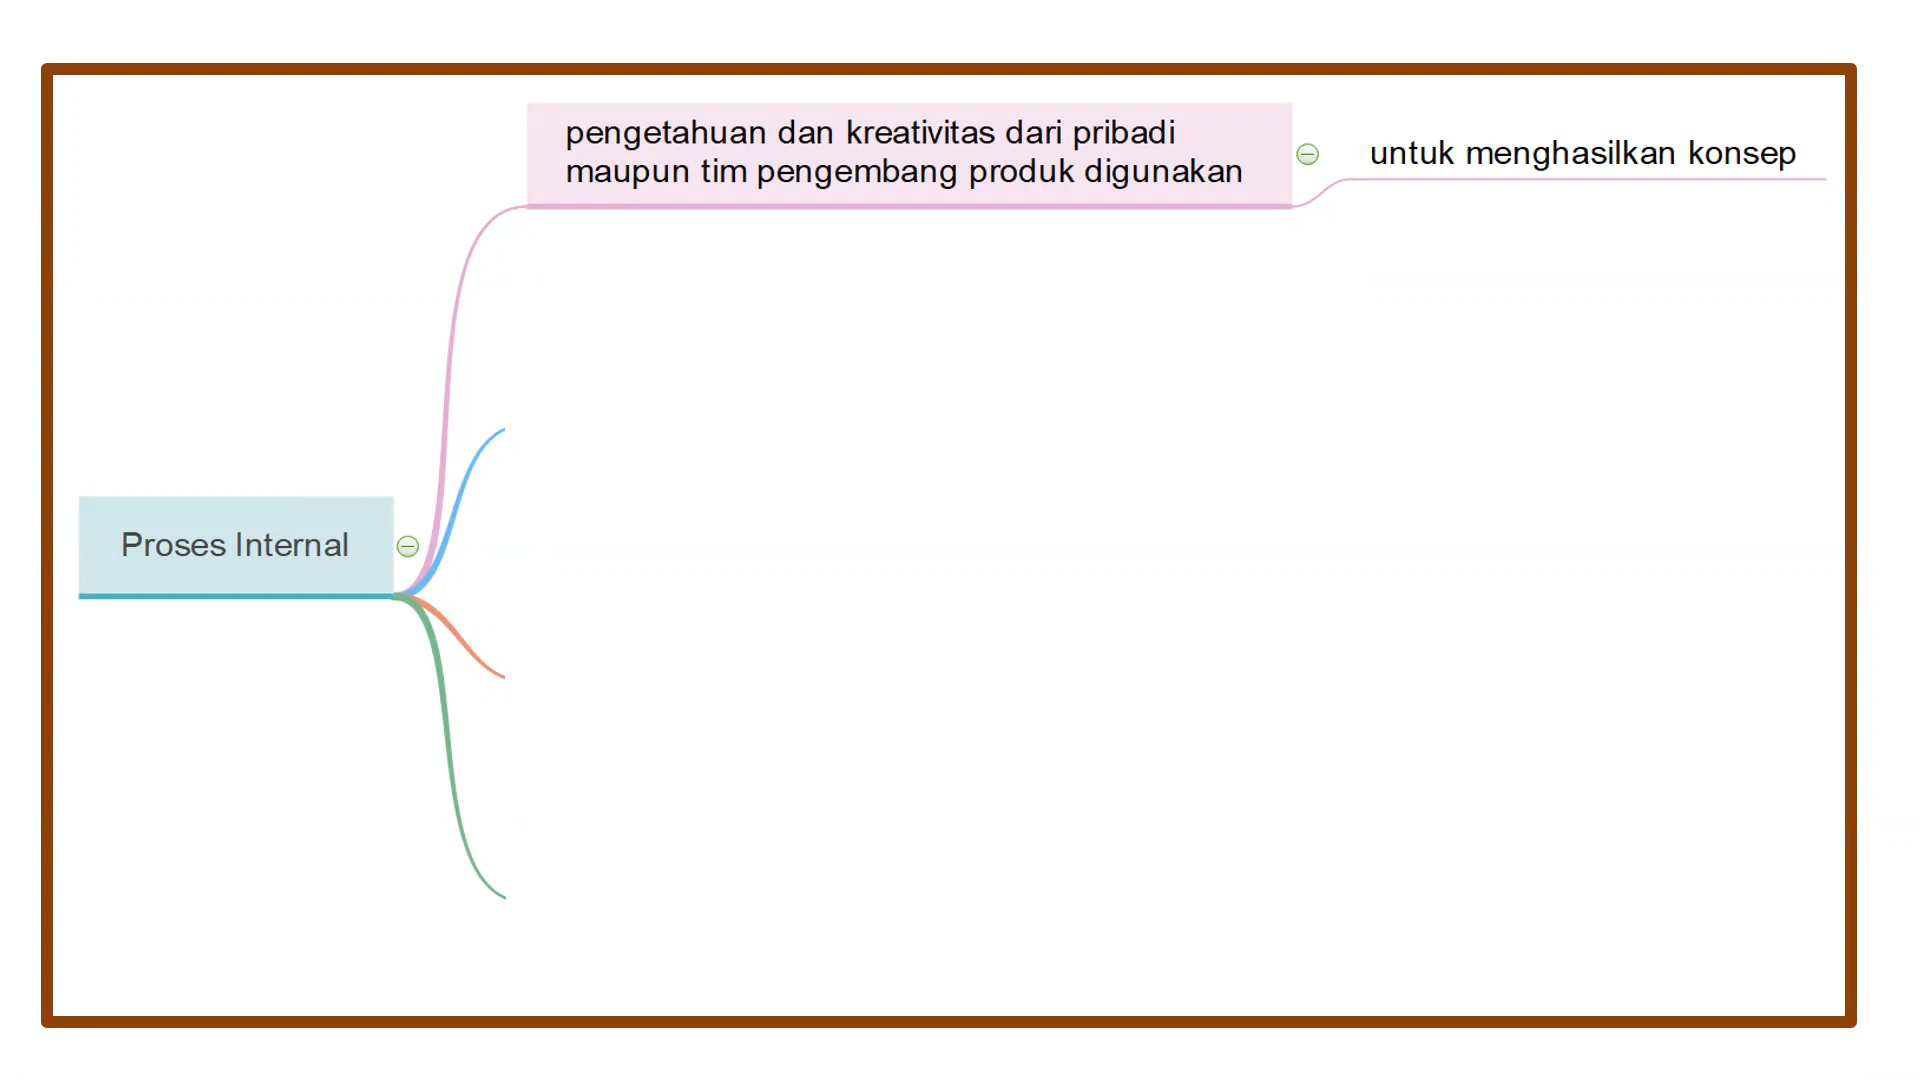 pengetahuan dan kreativitas dari pribadi
maupun tim pengembang produk digunakan
untuk menghasilkan konsep
Proses Internal